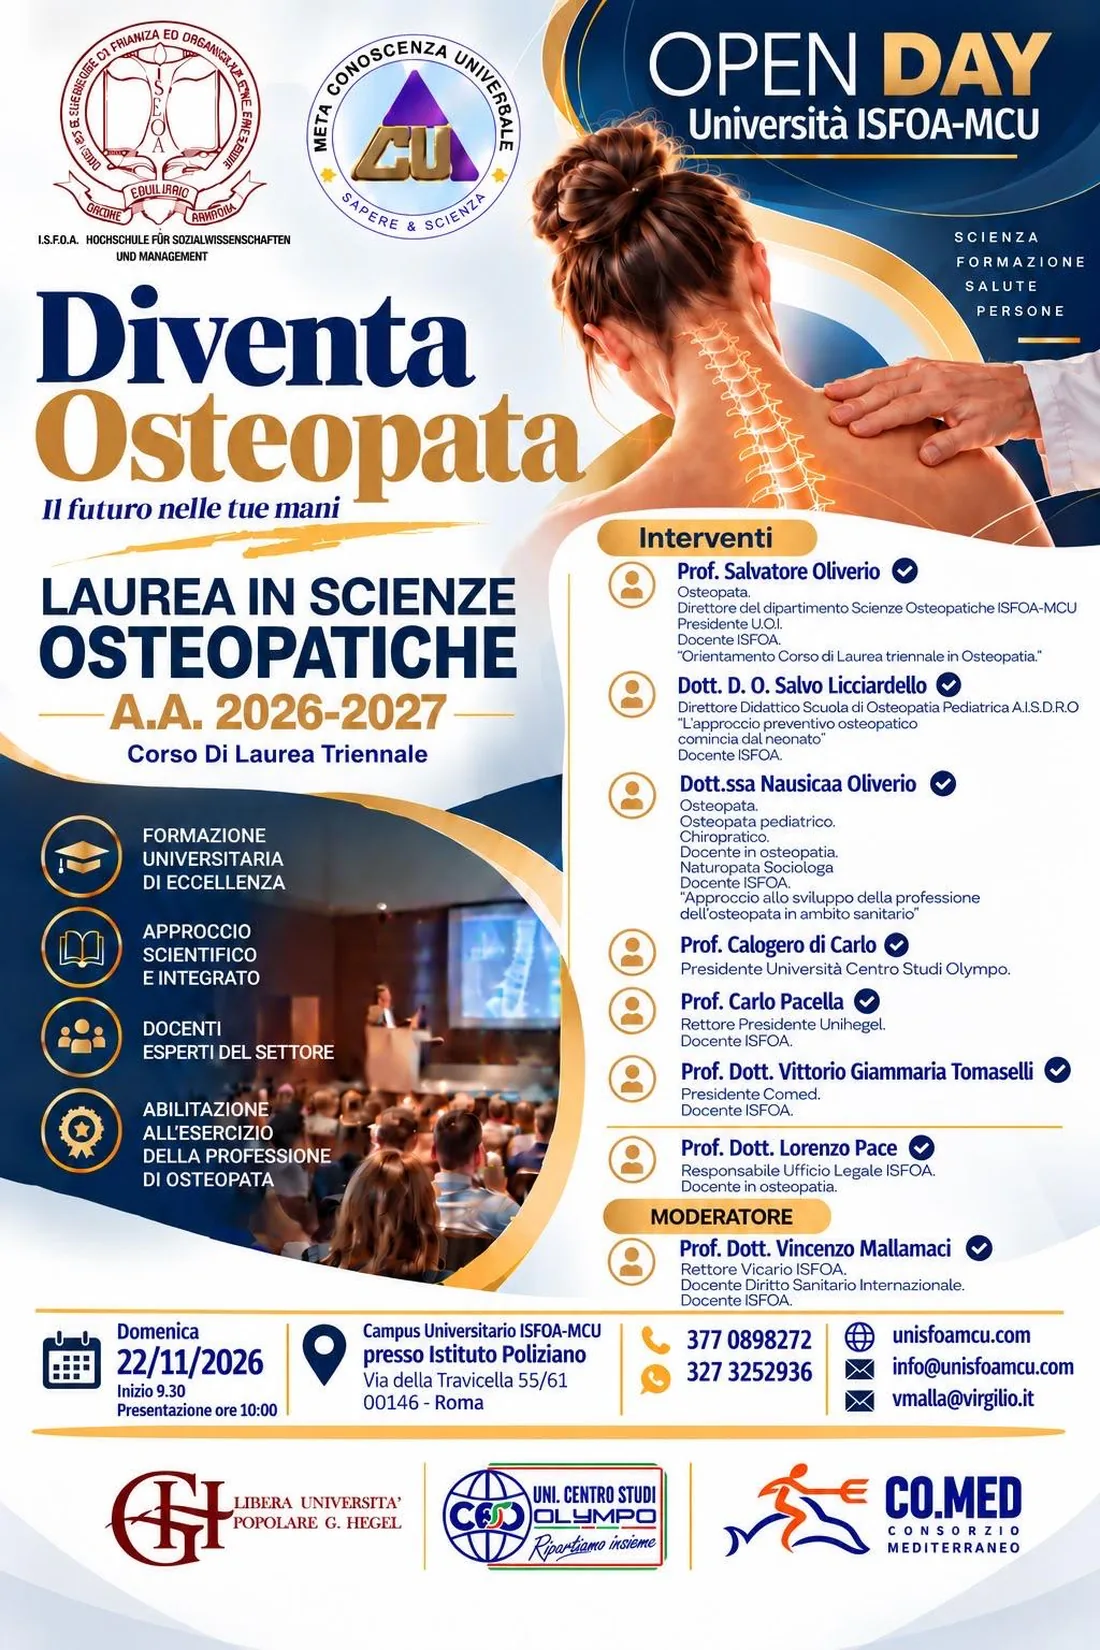 I.S.F.O.A. HOCHSCHULE FÜR SOZIALWISSENSCHAFTEN
UND MANAGEMENT
META CONOSCENZA UNIVERBALE
CU
SAPERE & SCIENZA
OPEN DAY
Università ISFOA-MCU
SCIENZA
FORMAZIONE
SALUTE
PERSONE
Diventa
Osteopata
Il futuro nelle tue mani
LAUREA IN SCIENZE
OSTEOPATICHE
A.A. 2026-2027
Corso Di Laurea Triennale
FORMAZIONE
UNIVERSITARIA
DI ECCELLENZA
APPROCCIO
SCIENTIFICO
E INTEGRATO
DOCENTI
ESPERTI DEL SETTORE
ABILITAZIONE
ALL'ESERCIZIO
DELLA PROFESSIONE
DI OSTEOPATA
Interventi
Prof. Salvatore Oliverio
Osteopata.
Direttore del dipartimento Scienze Osteopatiche ISFOA-MCU
Presidente U.O.I.
Docente ISFOA.
"Orientamento Corso di Laurea triennale in Osteopatia."
Dott. D. O. Salvo Licciardello
Direttore Didattico Scuola di Osteopatia Pediatrica A.I.S.D.R.O
"L'approccio preventivo osteopatico
comincia dal neonato"
Docente ISFOA.
Dott.ssa Nausicaa Oliverio
Osteopata.
Osteopata pediatrico.
Chiropratico.
Docente in osteopatia.
Naturopata Sociologa
Docente ISFOA.
"Approccio allo sviluppo della professione
dell'osteopata in ambito sanitario"
Prof. Calogero di Carlo
Presidente Università Centro Studi Olympo.
Prof. Carlo Pacella
Rettore Presidente Unihegel.
Docente ISFOA.
Prof. Dott. Vittorio Giammaria Tomaselli
Presidente Comed.
Docente ISFOA.
Prof. Dott. Lorenzo Pace
Responsabile Ufficio Legale ISFOA.
Docente in osteopatia.
MODERATORE
Prof. Dott. Vincenzo Mallamaci
Rettore Vicario ISFOA.
Docente Diritto Sanitario Internazionale.
Docente ISFOA.
Domenica
22/11/2026
Inizio 9.30
Presentazione ore 10:00
Campus Universitario ISFOA-MCU
presso Istituto Poliziano
Via della Travicella 55/61
00146 - Roma
377 0898272
327 3252936
unisfoamcu.com
info@unisfoamcu.com
vmalla@virgilio.it
LIBERA UNIVERSITA'
POPOLARE G. HEGEL
UNI. CENTRO STUDI
OLYMPO
Ripartiamo insieme
CO.MED
CONSORZIO
MEDITERRANEO